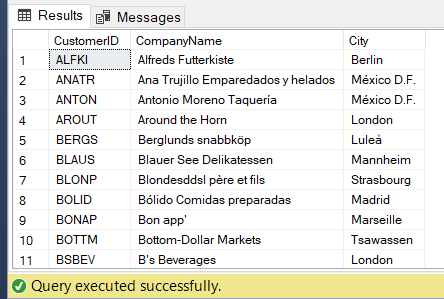 Results Messages
CustomerID CompanyName City
1 ALFKI Alfreds Futterkiste Berlin
2 ANATR Ana Trujillo Emparedados y helados México D.F.
3 ANTON Antonio Moreno Taquería México D.F.
4 AROUT Around the Horn London
5 BERGS Berglunds snabbköp Luleå
6 BLAUS Blauer See Delikatessen Mannheim
7 BLONP Blondesddsl père et fils Strasbourg
8 BOLID Bólido Comidas preparadas Madrid
9 BONAP Bon app' Marseille
10 BOTTM Bottom-Dollar Markets Tsawassen
11 BSBEV B's Beverages London
Query executed successfully.